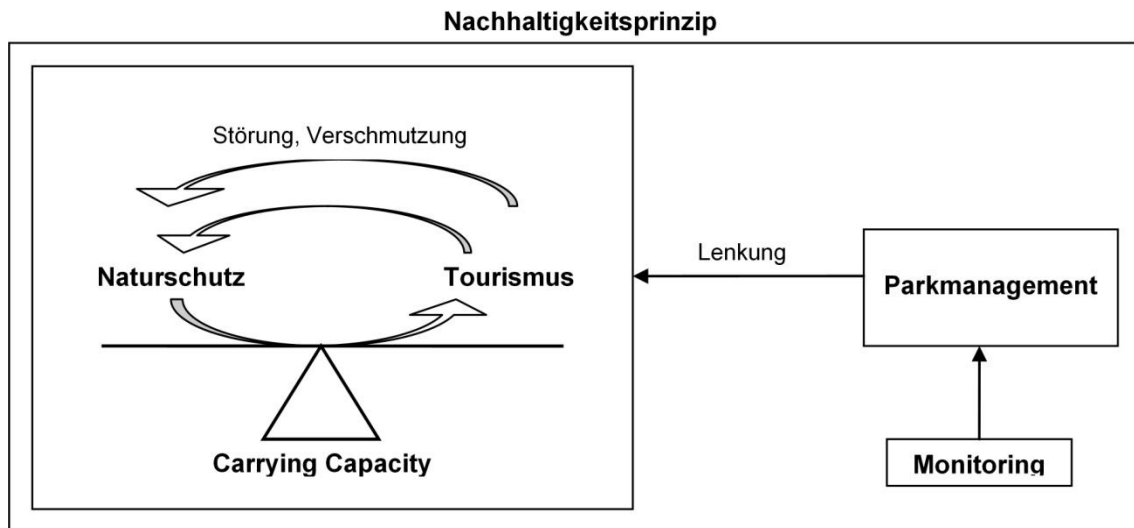 Nachhaltigkeitsprinzip
Störung, Verschmutzung
Naturschutz
Tourismus
Carrying Capacity
Lenkung
Parkmanagement
Monitoring